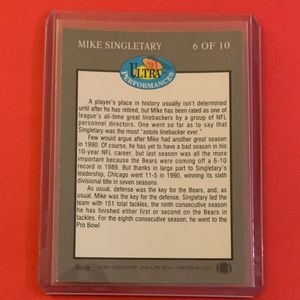 MIKE SINGLETARY
6 OF 10
ULTRA
PERFORMANCES
A player's place in history usually isn't determined
until after he has retired, but Mike has been rated as one of
league's all-time great linebackers by a group of NFL
personnel directors. One went so far as to say that
Singletary was the most "astute linebacker ever."
Few would argue after Mike had another great season
in 1990. Of course, he has yet to have a bad season in his
10-year NFL career, but last season was all the more
important because the Bears were coming off a 6-10
record in 1989. But thanks in large part to Singletary's
leadership, Chicago went 11-5 in 1990, winning its sixth
divisional title in seven seasons.
As usual, defense was the key for the Bears, and, as
usual, Mike was the key for the defense. Singletary led the
team with 151 total tackles, the ninth consecutive season
he has finished either first or second on the Bears in
tackles. For the eighth consecutive season, he went to the
Pro Bowl.